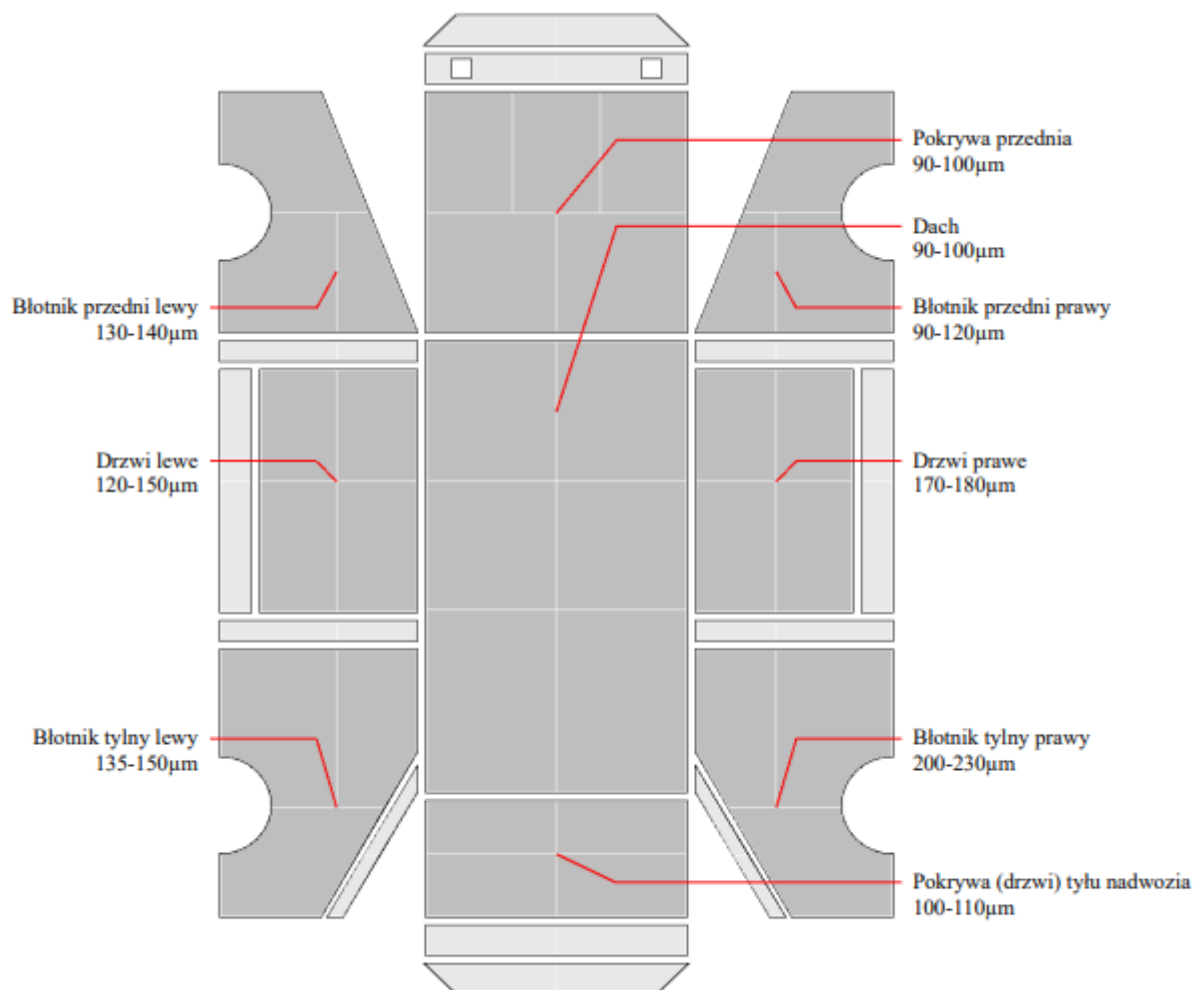 Pokrywa przednia
90-100µm
Dach
90-100µm
Błotnik przedni lewy
130-140µm
Błotnik przedni prawy
90-120µm
Drzwi lewe
120-150µm
Drzwi prawe
170-180µm
Błotnik tylny lewy
135-150µm
Błotnik tylny prawy
200-230µm
Pokrywa (drzwi) tyłu nadwozia
100-110µm